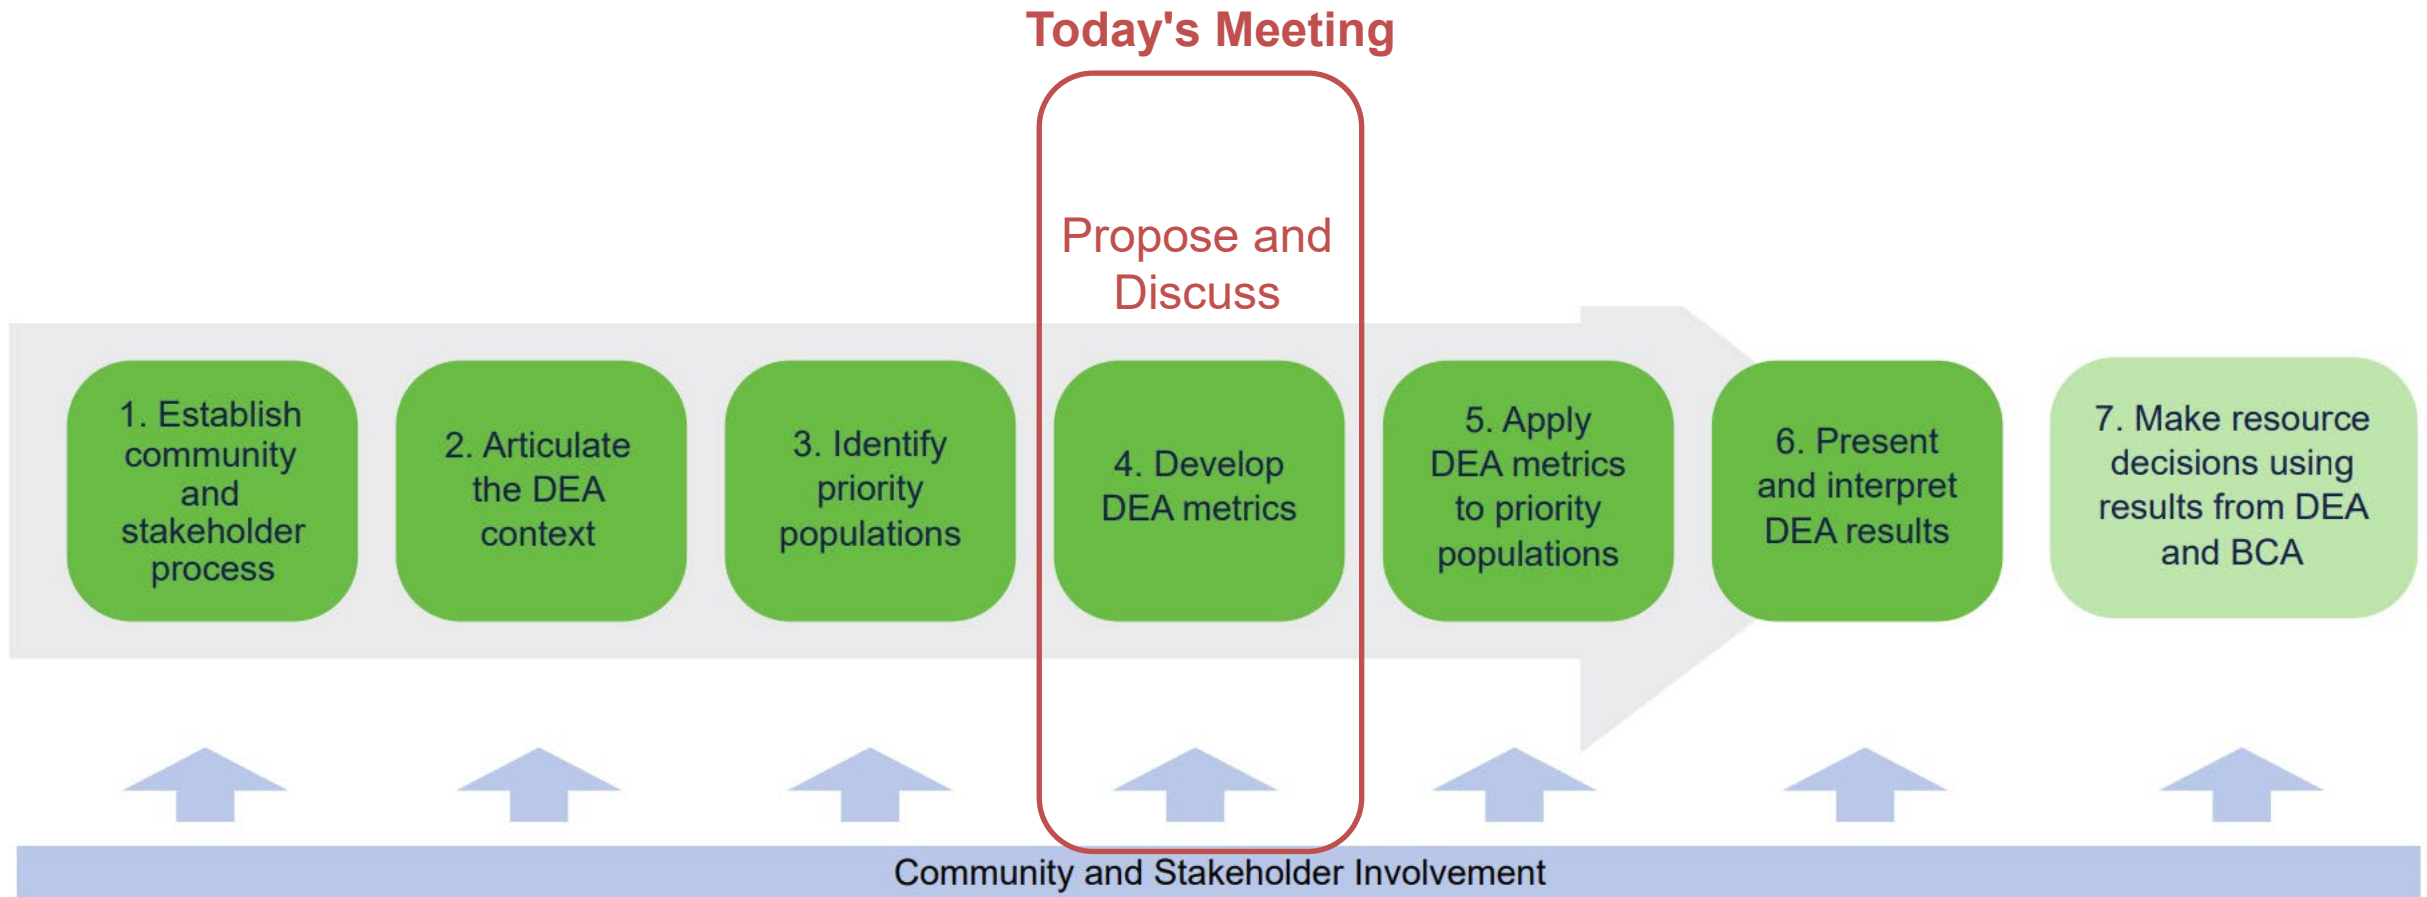 Today's Meeting
Propose and
Discuss
1. Establish
community
and
stakeholder
process
2. Articulate
the DEA
context
3. Identify
priority
populations
4. Develop
DEA metrics
5. Apply
DEA metrics
to priority
populations
6. Present
and interpret
DEA results
7. Make resource
decisions using
results from DEA
and BCA
Community and Stakeholder Involvement